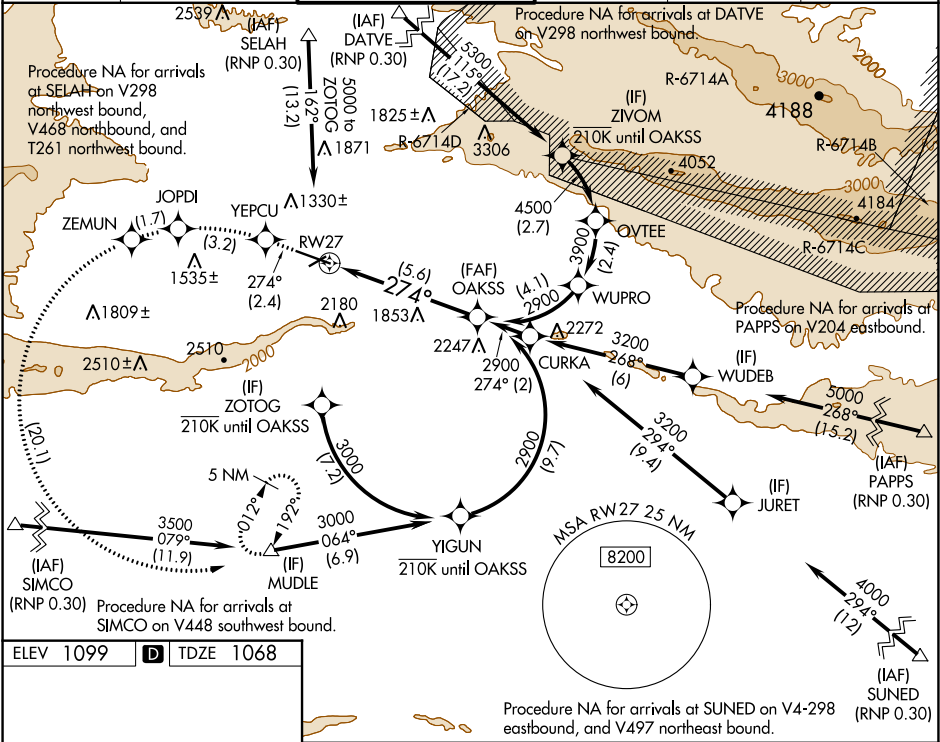 2539
(IAF)
SELAH
(RNP 0.30)
(IAF)
DATVE
(RNP 0.30)
Procedure NA for arrivals at DATVE
on V298 northwest bound.
Procedure NA for arrivals
at SELAH on V298
northwest bound,
V468 northbound, and
T261 northwest bound.
5000 to
ZOTOG
162°
(13.2)
5300
115°
(17.2)
1825±
1871
R-6714D
3306
(IF)
ZIVOM
210K until OAKSS
R-6714A
3000
2000
4188
R-6714B
4052
3000
4184
R-6714C
1330±
JOPDI
ZEMUN
(1.7)
YEPCU
(3.2)
RW27
1535±
274°
(2.4)
4500
(2.7)
OVTEE
3900
(2.4)
WUPRO
(4.1)
2900
(5.6)
274°
(FAF)
OAKSS
1853
2180
1809±
2510±
2510
2000
2247
2900
274° (2)
CURKA
2272
3200
268°
(6)
(IF)
WUDEB
Procedure NA for arrivals at
PAPPS on V204 eastbound.
5000
268°
(15.2)
(IAF)
PAPPS
(RNP 0.30)
(IF)
ZOTOG
210K until OAKSS
3000
(7.2)
2900
(9.7)
3200
294°
(9.4)
(IF)
JURET
(20.1)
5 NM
012°
192°
3500
079°
(11.9)
(IAF)
SIMCO
(RNP 0.30)
(IF)
MUDLE
3000
064°
(6.9)
YIGUN
210K until OAKSS
MSA RW27 25 NM
8200
4000
294°
(12)
(IAF)
SUNED
(RNP 0.30)
Procedure NA for arrivals at
SIMCO on V448 southwest bound.
ELEV 1099 D TDZE 1068
Procedure NA for arrivals at SUNED on V4-298
eastbound, and V497 northeast bound.